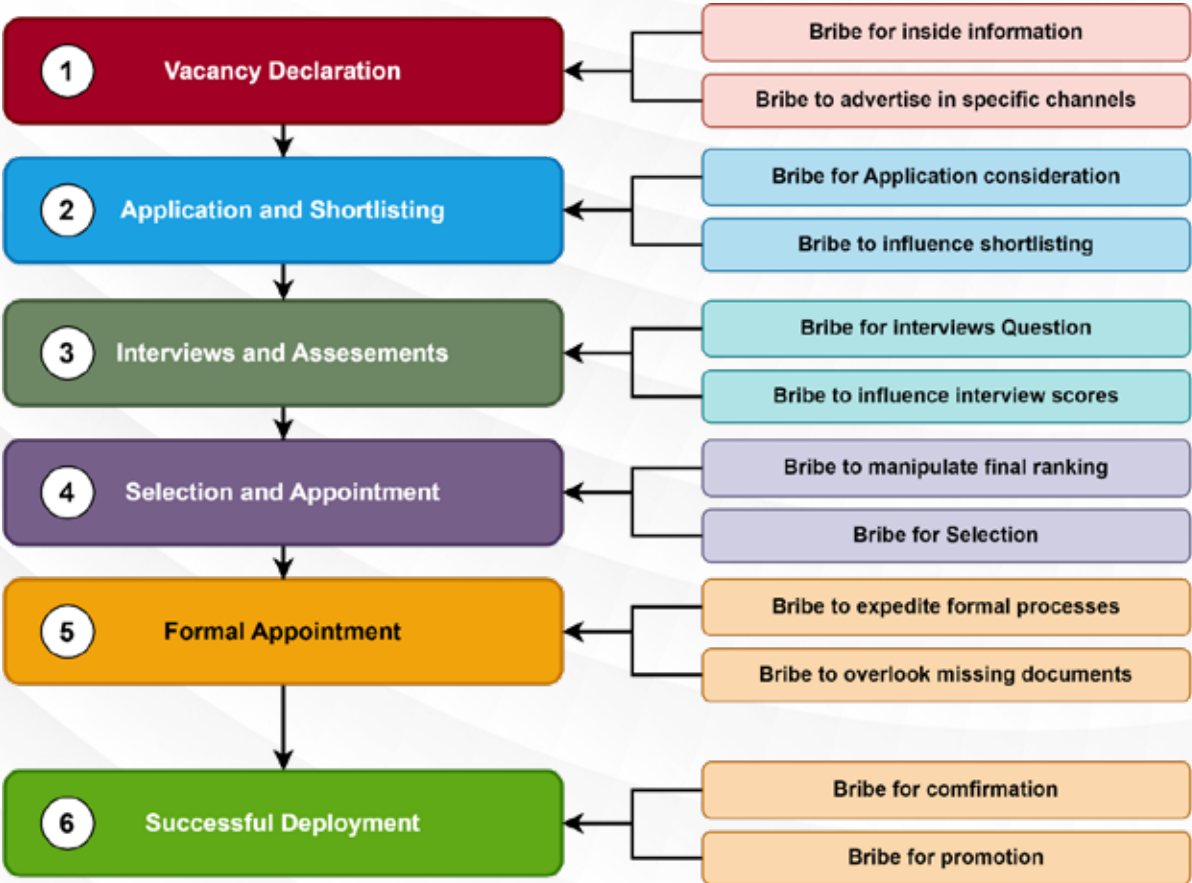 1
Vacancy Declaration
Bribe for inside information
Bribe to advertise in specific channels
2
Application and Shortlisting
Bribe for Application consideration
Bribe to influence shortlisting
3
Interviews and Assesements
Bribe for interviews Question
Bribe to influence interview scores
4
Selection and Appointment
Bribe to manipulate final ranking
Bribe for Selection
5
Formal Appointment
Bribe to expedite formal processes
Bribe to overlook missing documents
6
Successful Deployment
Bribe for comfirmation
Bribe for promotion